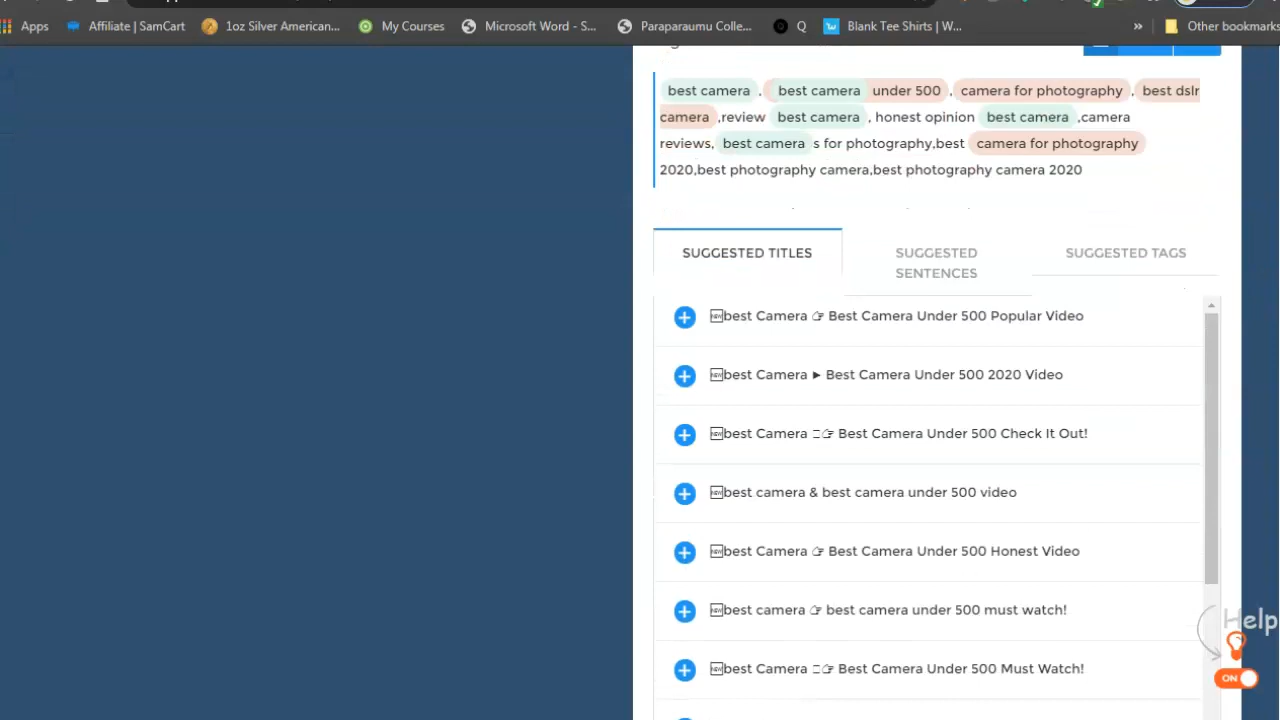 Apps Affiliate | SamCart 1oz Silver American... My Courses Microsoft Word - S... Paraparaumu Colle... Q Blank Tee Shirts | W... » Other bookmarks
best camera , best camera under 500 , camera for photography , best dslr
camera ,review best camera , honest opinion best camera ,camera
reviews, best camera s for photography,best camera for photography
2020,best photography camera,best photography camera 2020
SUGGESTED TITLES
SUGGESTED
SENTENCES
SUGGESTED TAGS
🆕best Camera 👉 Best Camera Under 500 Popular Video
🆕best Camera ► Best Camera Under 500 2020 Video
🆕best Camera =👉 Best Camera Under 500 Check It Out!
🆕best camera & best camera under 500 video
🆕best Camera 👉 Best Camera Under 500 Honest Video
🆕best camera 👉 best camera under 500 must watch!
🆕best Camera =👉 Best Camera Under 500 Must Watch!
Help
ON